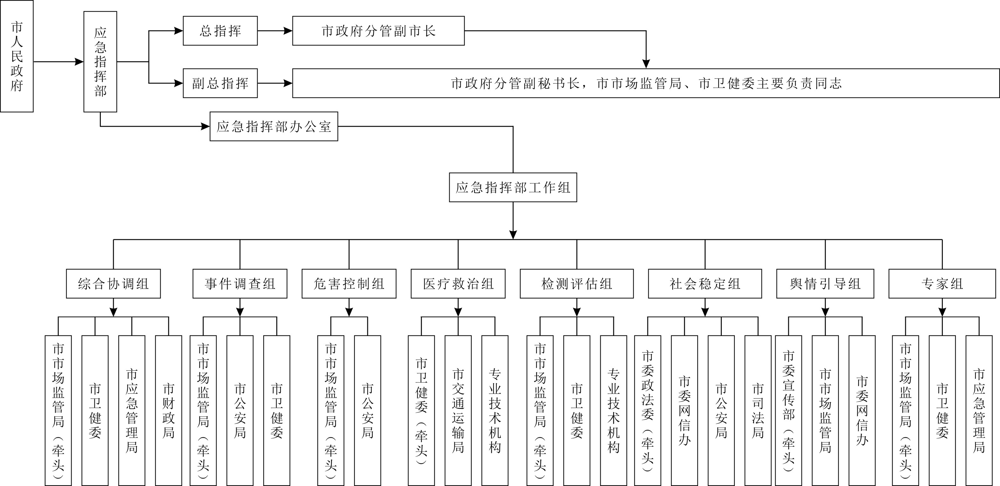 市人民政府
应急指挥部
总指挥
市政府分管副市长
副总指挥
市政府分管副秘书长，市市场监管局、市卫健委主要负责同志
应急指挥部办公室
应急指挥部工作组
综合协调组
事件调查组
危害控制组
医疗救治组
检测评估组
社会稳定组
舆情引导组
专家组
市市场监管局（牵头）
市卫健委
市应急管理局
市财政局
市市场监管局（牵头）
市公安局
市卫健委
市市场监管局（牵头）
市公安局
市卫健委（牵头）
市交通运输局
专业技术机构
市市场监管局（牵头）
市卫健委
专业技术机构
市委政法委（牵头）
市委网信办
市公安局
市司法局
市委宣传部（牵头）
市市场监管局
市委网信办
市市场监管局（牵头）
市卫健委
市应急管理局